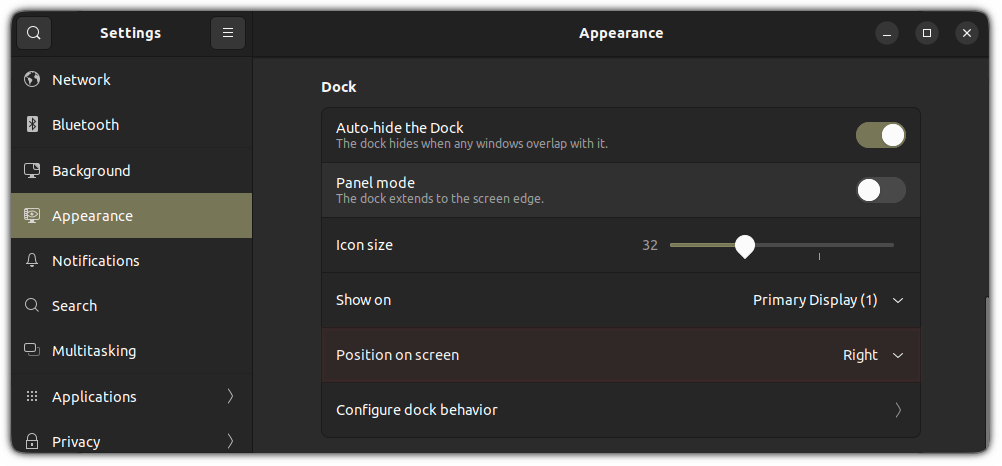 Settings
Appearance
Network
Bluetooth
Background
Appearance
Notifications
Search
Multitasking
Applications
Privacy
Dock
Auto-hide the Dock
The dock hides when any windows overlap with it.
Panel mode
The dock extends to the screen edge.
Icon size 32
Show on Primary Display (1)
Position on screen Right
Configure dock behavior